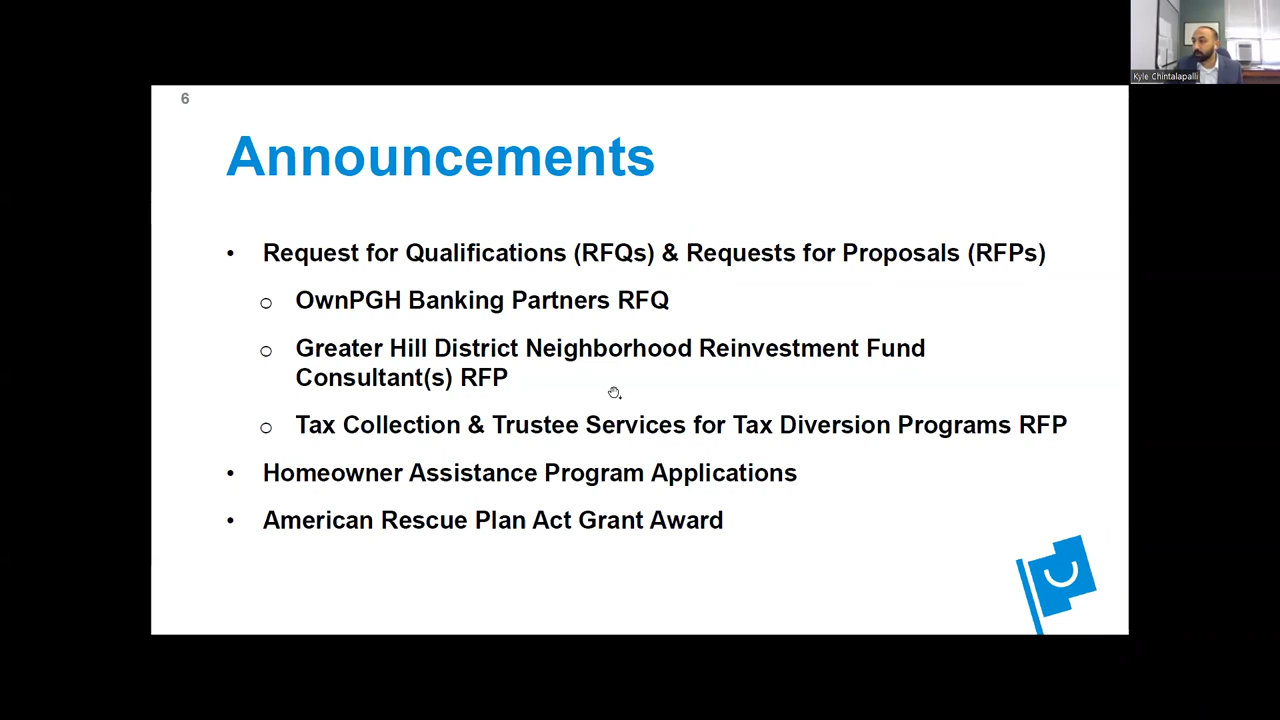 Kyle Chintalapalli
6
Announcements
• Request for Qualifications (RFQs) & Requests for Proposals (RFPs)
o OwnPGH Banking Partners RFQ
o Greater Hill District Neighborhood Reinvestment Fund
Consultant(s) RFP
o Tax Collection & Trustee Services for Tax Diversion Programs RFP
• Homeowner Assistance Program Applications
• American Rescue Plan Act Grant Award